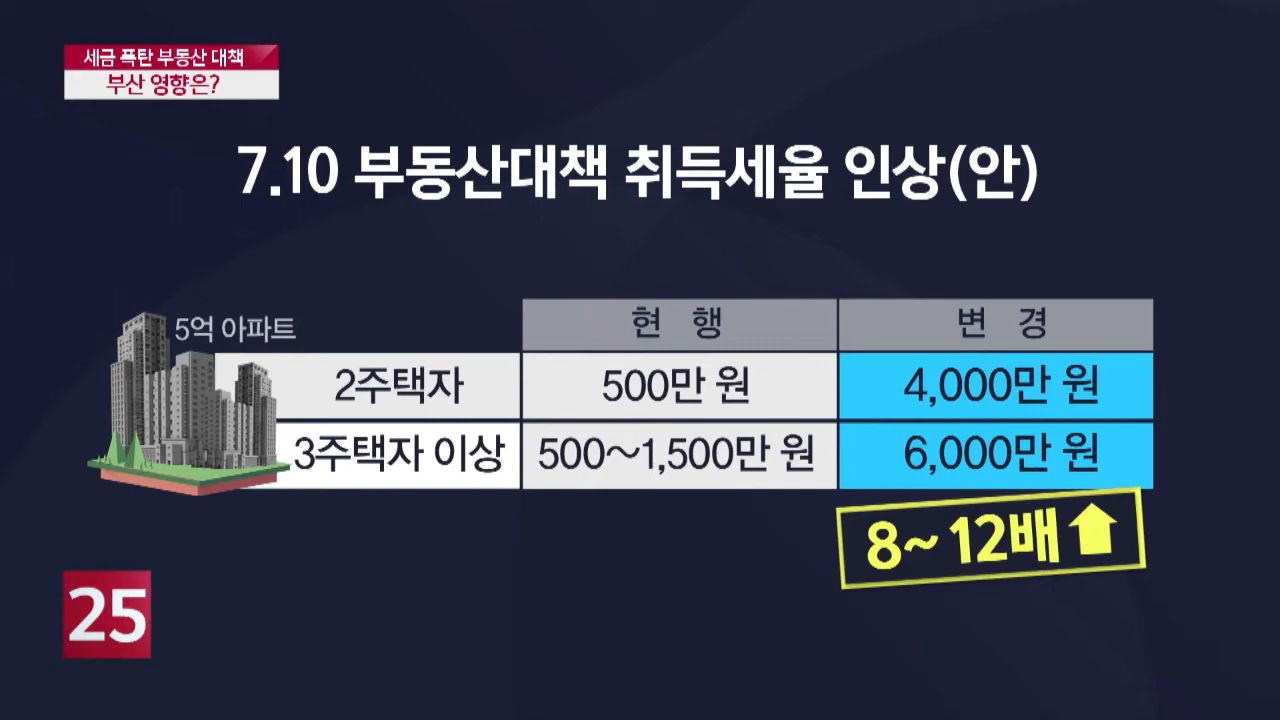 세금 폭탄 부동산 대책
부산 영향은?
7.10 부동산대책 취득세율 인상(안)
5억 아파트
현 행 변 경
2주택자 500만 원 4,000만 원
3주택자 이상 500~1,500만 원 6,000만 원
8~12배
25